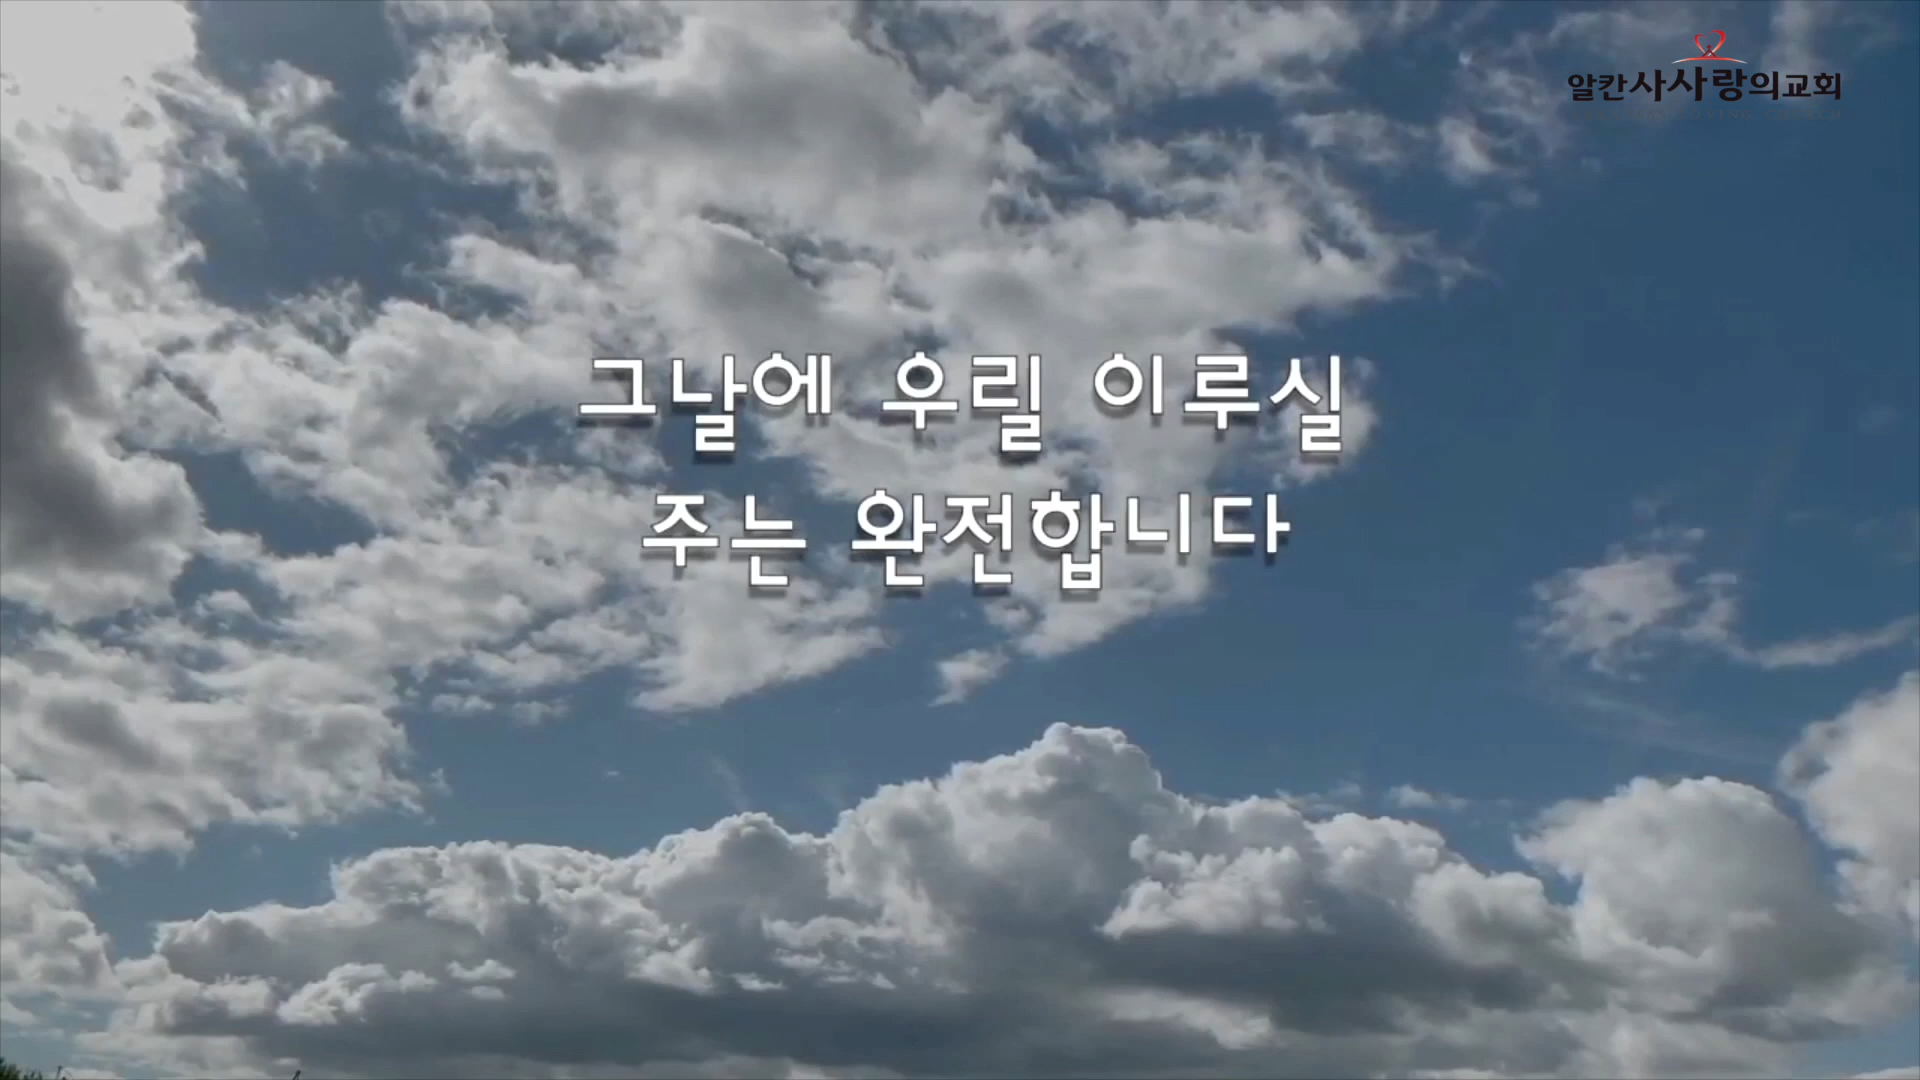 알칸사사랑의교회
그날에 우릴 이루실
주는 완전합니다